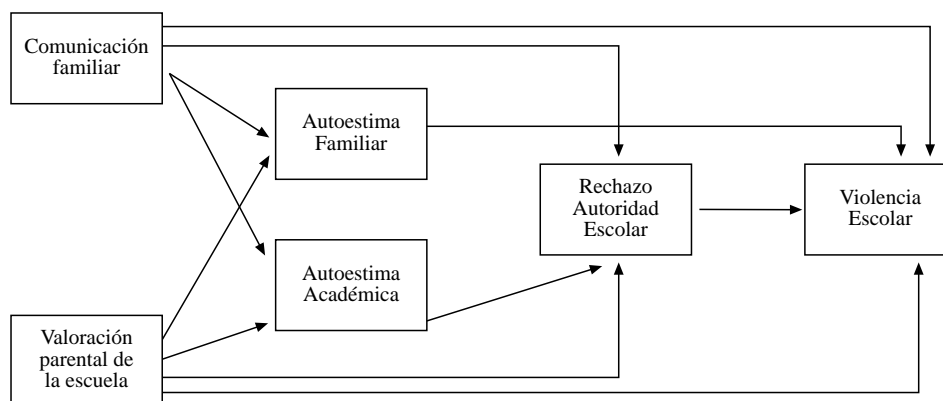 Comunicación
familiar
Autoestima
Familiar
Rechazo
Autoridad
Escolar
Violencia
Escolar
Autoestima
Académica
Valoración
parental de
la escuela